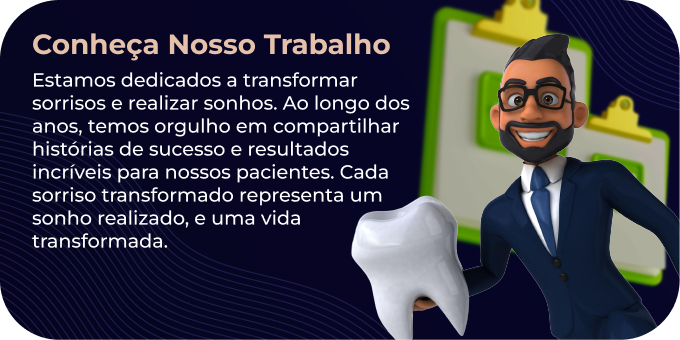 Conheça Nosso Trabalho
Estamos dedicados a transformar
sorrisos e realizar sonhos. Ao longo dos
anos, temos orgulho em compartilhar
histórias de sucesso e resultados
incríveis para nossos pacientes. Cada
sorriso transformado representa um
sonho realizado, e uma vida
transformada.